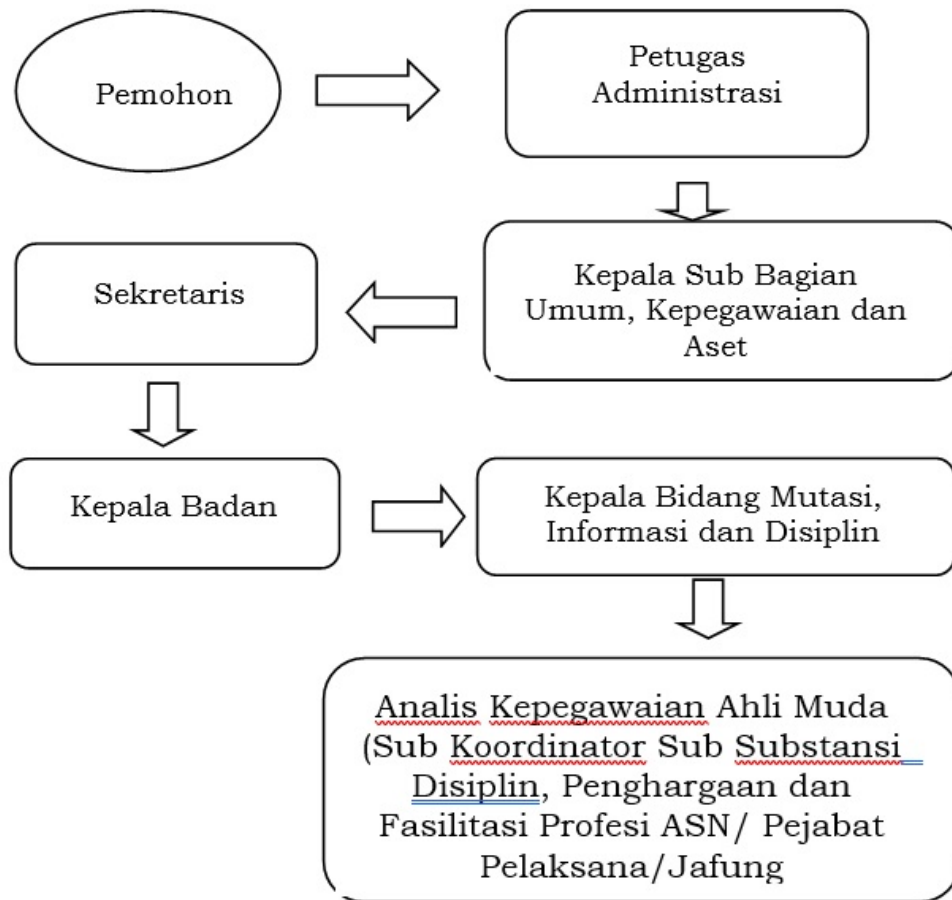 Pemohon
Petugas
Administrasi
Kepala Sub Bagian
Umum, Kepegawaian dan
Aset
Sekretaris
Kepala Badan
Kepala Bidang Mutasi,
Informasi dan Disiplin
Analis Kepegawaian Ahli Muda
(Sub Koordinator Sub Substansi
Disiplin, Penghargaan dan
Fasilitasi Profesi ASN/ Pejabat
Pelaksana/Jafung